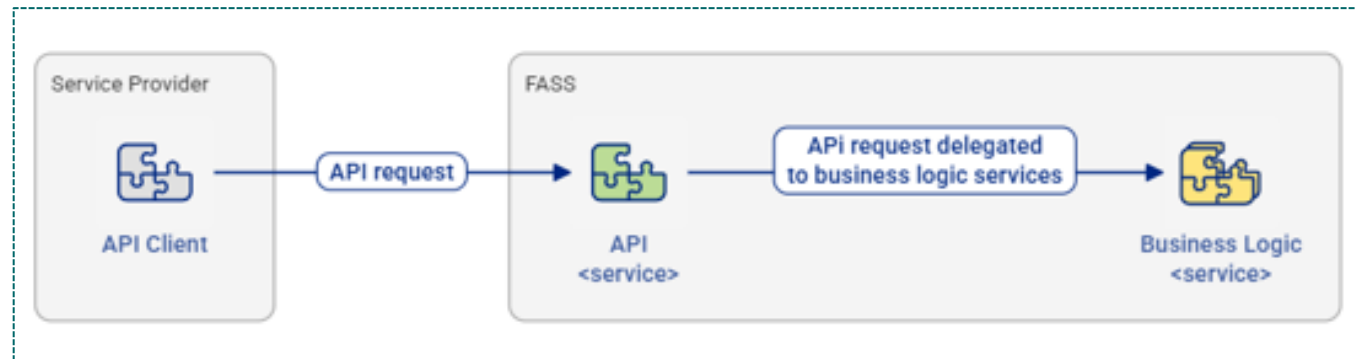 Service Provider
FASS
API request
APi request delegated
to business logic services
API Client
API
<service>
Business Logic
<service>